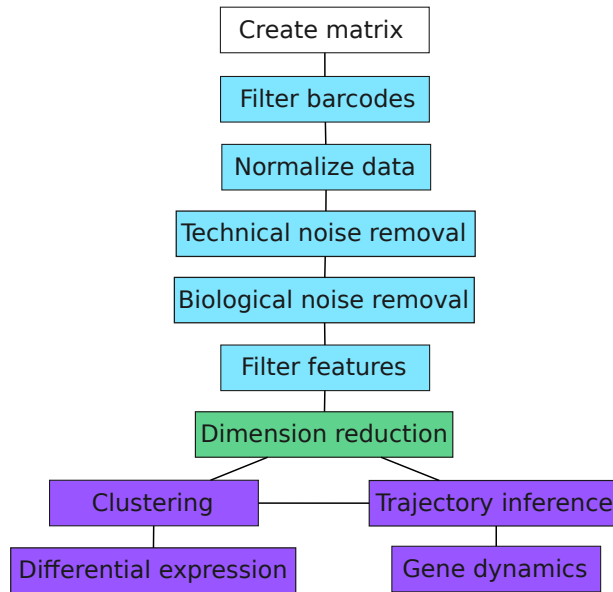 Create matrix
Filter barcodes
Normalize data
Technical noise removal
Biological noise removal
Filter features
Dimension reduction
Clustering
Trajectory inference
Differential expression
Gene dynamics